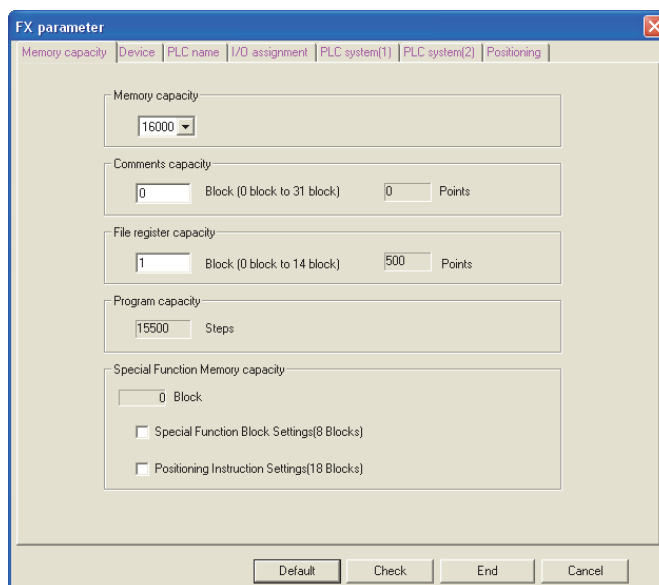 FX parameter
Memory capacity Device PLC name I/O assignment PLC system(1) PLC system(2) Positioning
Memory capacity
16000
Comments capacity
0 Block (0 block to 31 block) 0 Points
File register capacity
1 Block (0 block to 14 block) 500 Points
Program capacity
15500 Steps
Special Function Memory capacity
0 Block
Special Function Block Settings(8 Blocks)
Positioning Instruction Settings(18 Blocks)
Default Check End Cancel